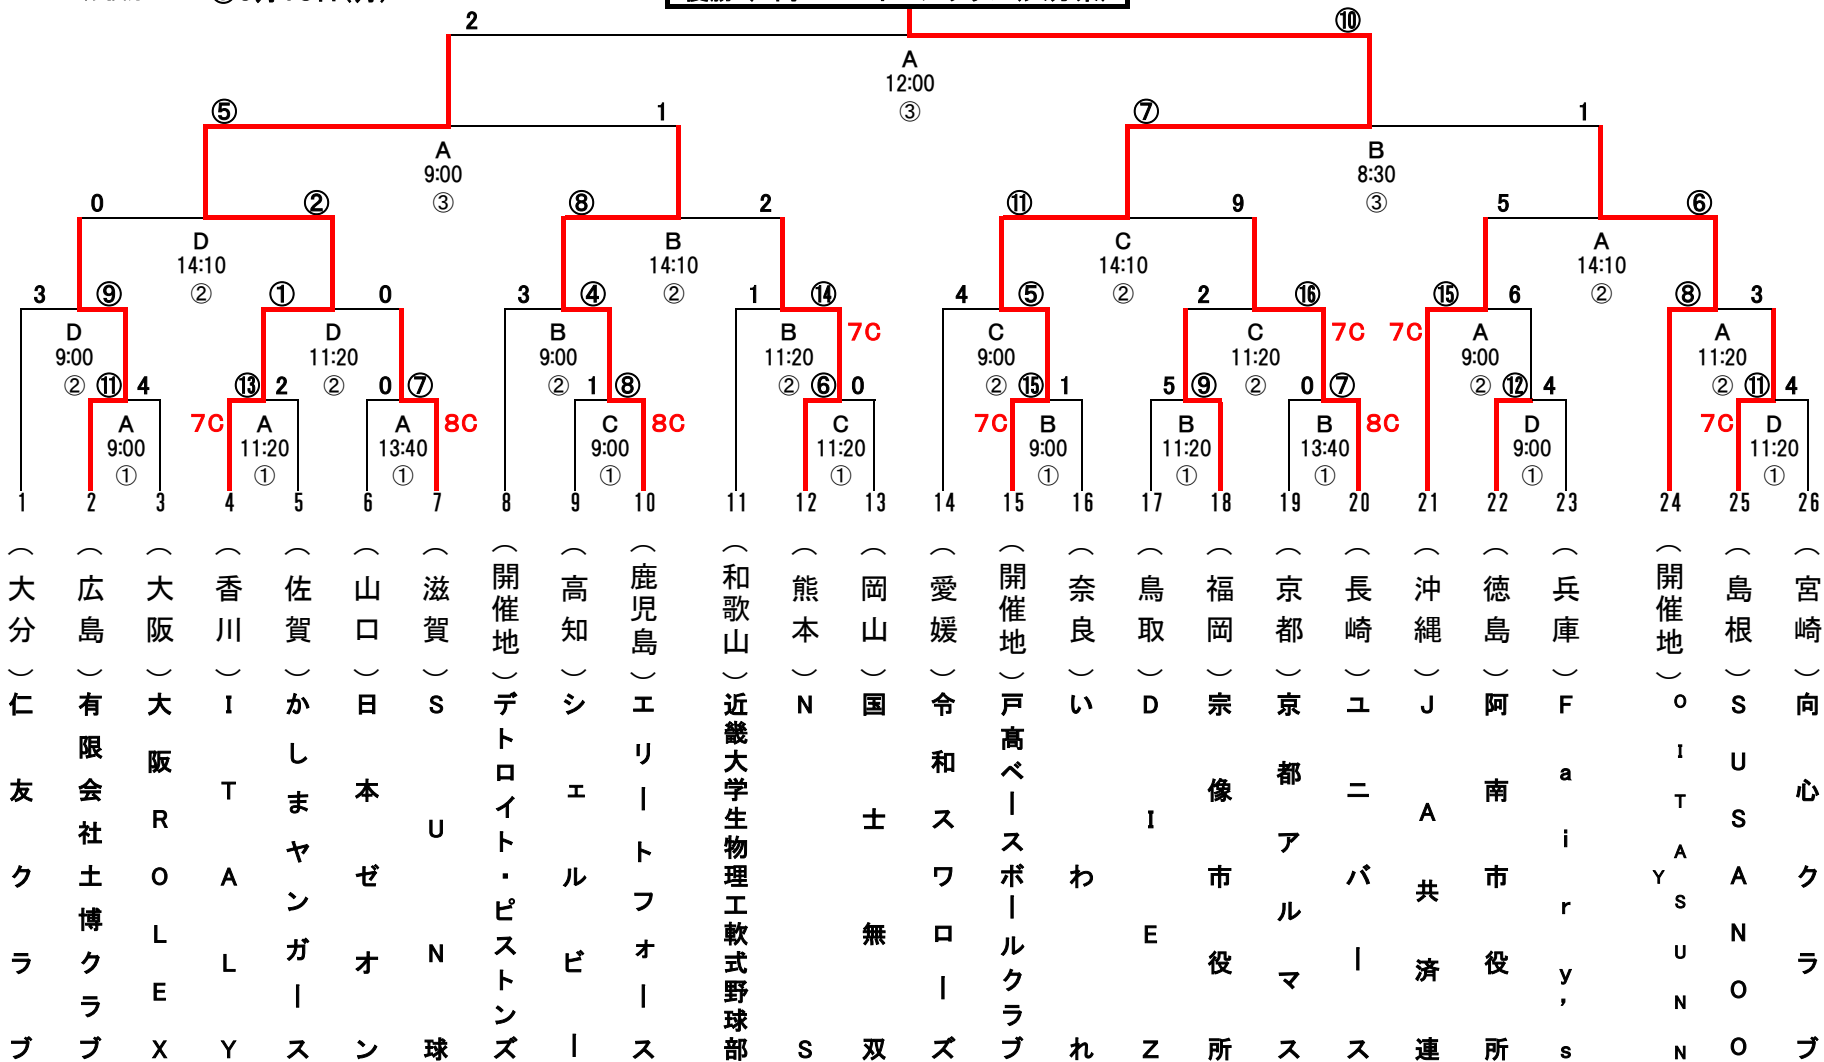 2 ⑩
A
12:00
③
⑤ 1 ⑦ 1
A B
9:00 8:30
③ ③
0 ② ⑧ 2 ⑪ 9 5 ⑥
D B C A
14:10 14:10 14:10 14:10
② ② ② ②
3 ⑨ ① 0 3 ④ 1 ⑭ 4 ⑤ 2 ⑯ ⑮ 6 ⑧ 3
D D B B 7C C C 7C 7C A A
9:00 11:20 9:00 11:20 9:00 11:20 9:00 11:20
② ② ② ② ② ② ② ②
⑪ 4 ⑬ 2 0 ⑦ 1 ⑧ ⑥ 0 ⑮ 1 5 ⑨ 0 ⑦ ⑫ 4 ⑪ 4
A 7C A A 8C C 8C C 7C B B B 8C D 7C D
9:00 11:20 13:40 9:00 11:20 9:00 11:20 13:40 9:00 11:20
① ① ① ① ① ① ① ① ① ①
1 2 3 4 5 6 7 8 9 10 11 12 13 14 15 16 17 18 19 20 21 22 23 24 25 26
（大分）仁友クラブ
（広島）有限会社土博クラブ
（大阪）大阪ROLEX
（香川）ITALY
（佐賀）かしまヤンガース
（山口）日本ゼオン
（滋賀）SUN球
（開催地）デトロイト・ピストンズ
（高知）シェルビー
（鹿児島）エリートフォース
（和歌山）近畿大学生物理工軟式野球部
（熊本）NS
（岡山）国士無双
（愛媛）令和スワローズ
（開催地）戸髙ベースボールクラブ
（奈良）いわれ
（鳥取）DIEZ
（福岡）宗像市役所
（京都）京都アルマス
（長崎）ユニバース
（沖縄）JA共済連
（徳島）阿南市役所
（兵庫）Fairy's
（開催地）OITASUNNY
（島根）SUSANOO
（宮崎）向心クラブ